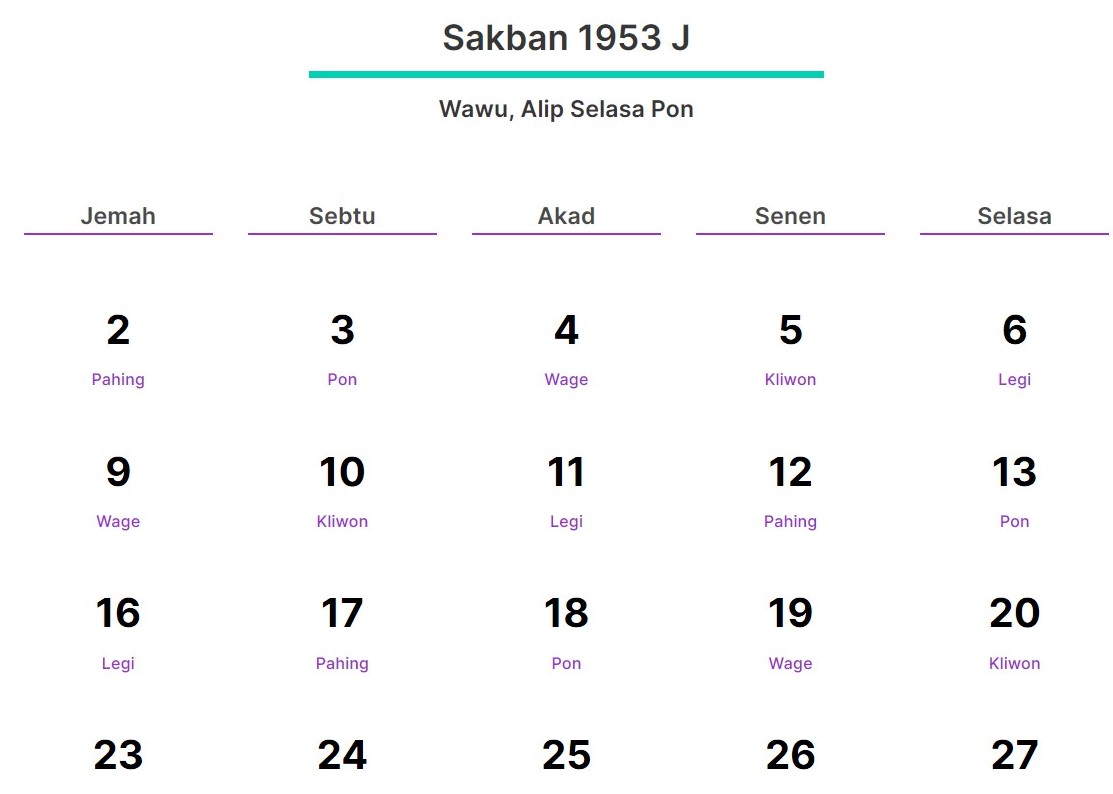 Sakban 1953 J
Wawu, Alip Selasa Pon
Jemah Sebtu Akad Senen Selasa
2 3 4 5 6
Pahing Pon Wage Kliwon Legi
9 10 11 12 13
Wage Kliwon Legi Pahing Pon
16 17 18 19 20
Legi Pahing Pon Wage Kliwon
23 24 25 26 27